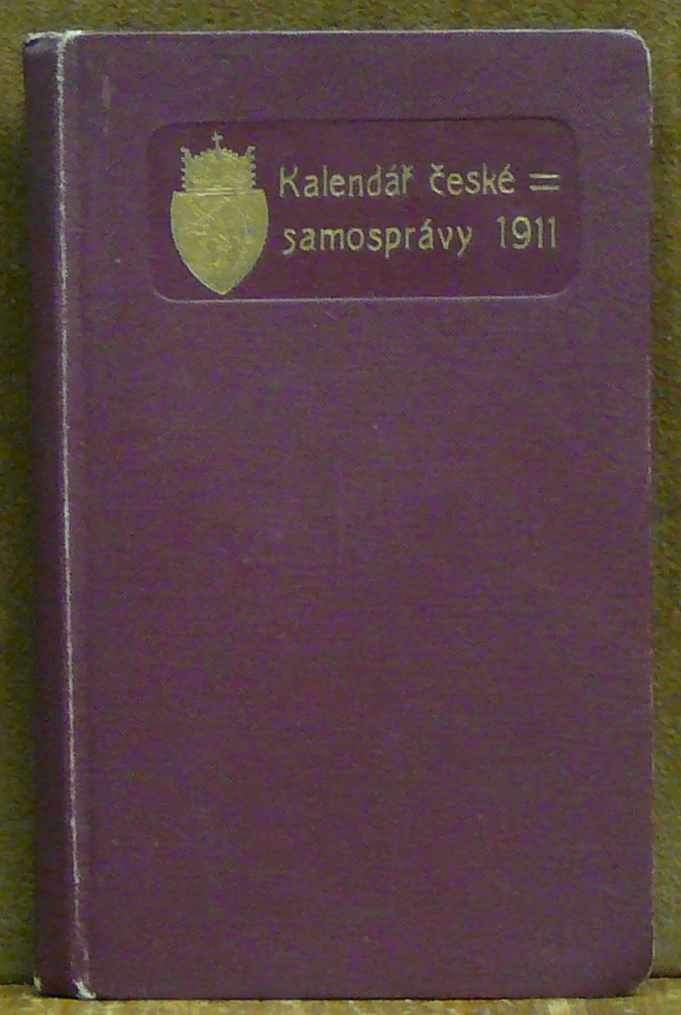 Kalendář české =
samosprávy 1911